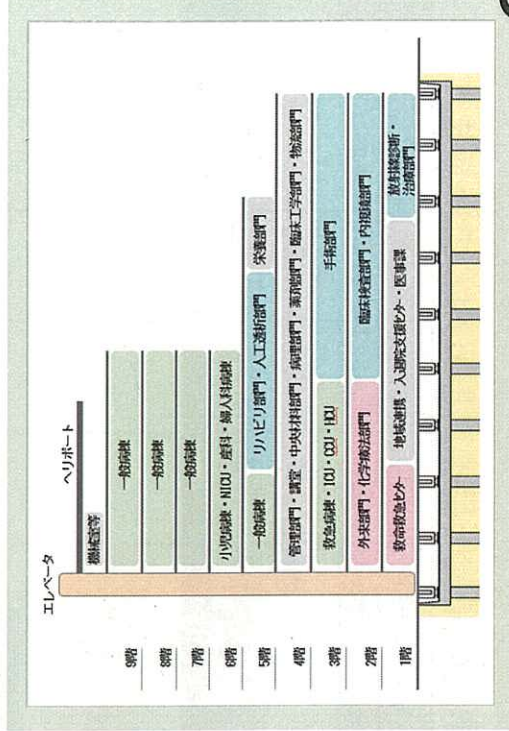 エレベータ
ヘリポート
機械室等
9階
一般病棟
8階
一般病棟
7階
一般病棟
6階
小児病棟・NICU・産科・婦人科病棟
5階
一般病棟
リハビリ部門・人工透析部門
栄養部門
4階
管理部門・講堂・中央材料部門・病理部門・薬剤部門・臨床工学部門・物流部門
3階
救急病棟・ICU・CCU・HCU
手術部門
2階
外来部門・化学療法部門
臨床検査部門・内視鏡部門
1階
救命救急センター
地域連携・入退院支援センター・医事課
放射線診断・
治療部門